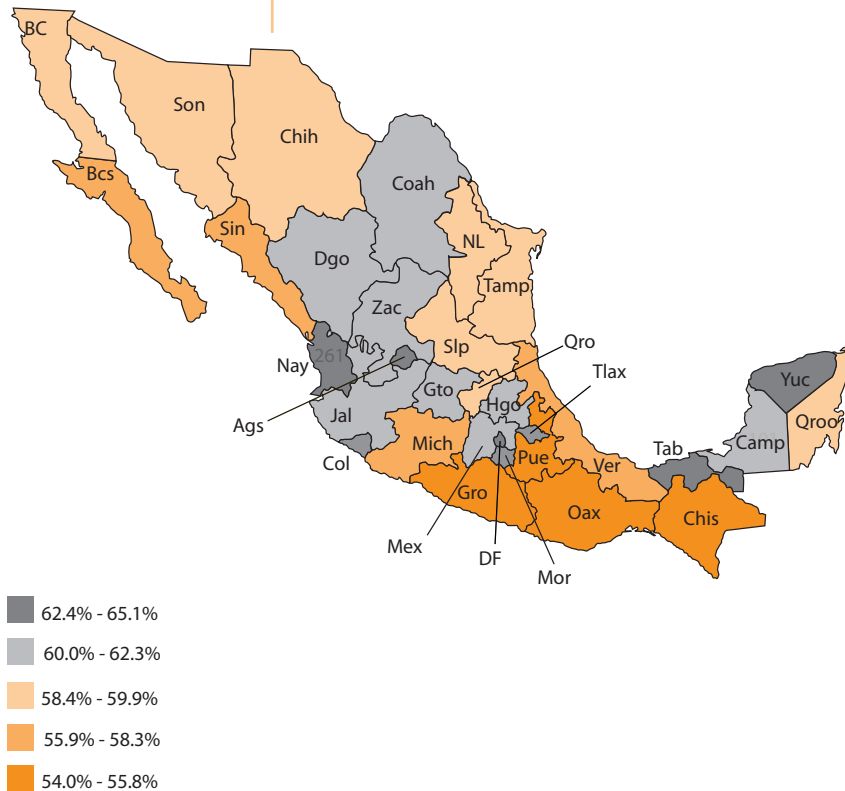 BC
Son
Chih
Coah
Bcs
Sin
NL
Dgo
Tamp
Zac
Slp
Qro
Nay
261
Tlax
Yuc
Ags
Gto
Hgo
Jal
Qroo
Camp
Mich
Tab
Col
Pue
Ver
Gro
Oax
Chis
Mex
DF
Mor
62.4% - 65.1%
60.0% - 62.3%
58.4% - 59.9%
55.9% - 58.3%
54.0% - 55.8%